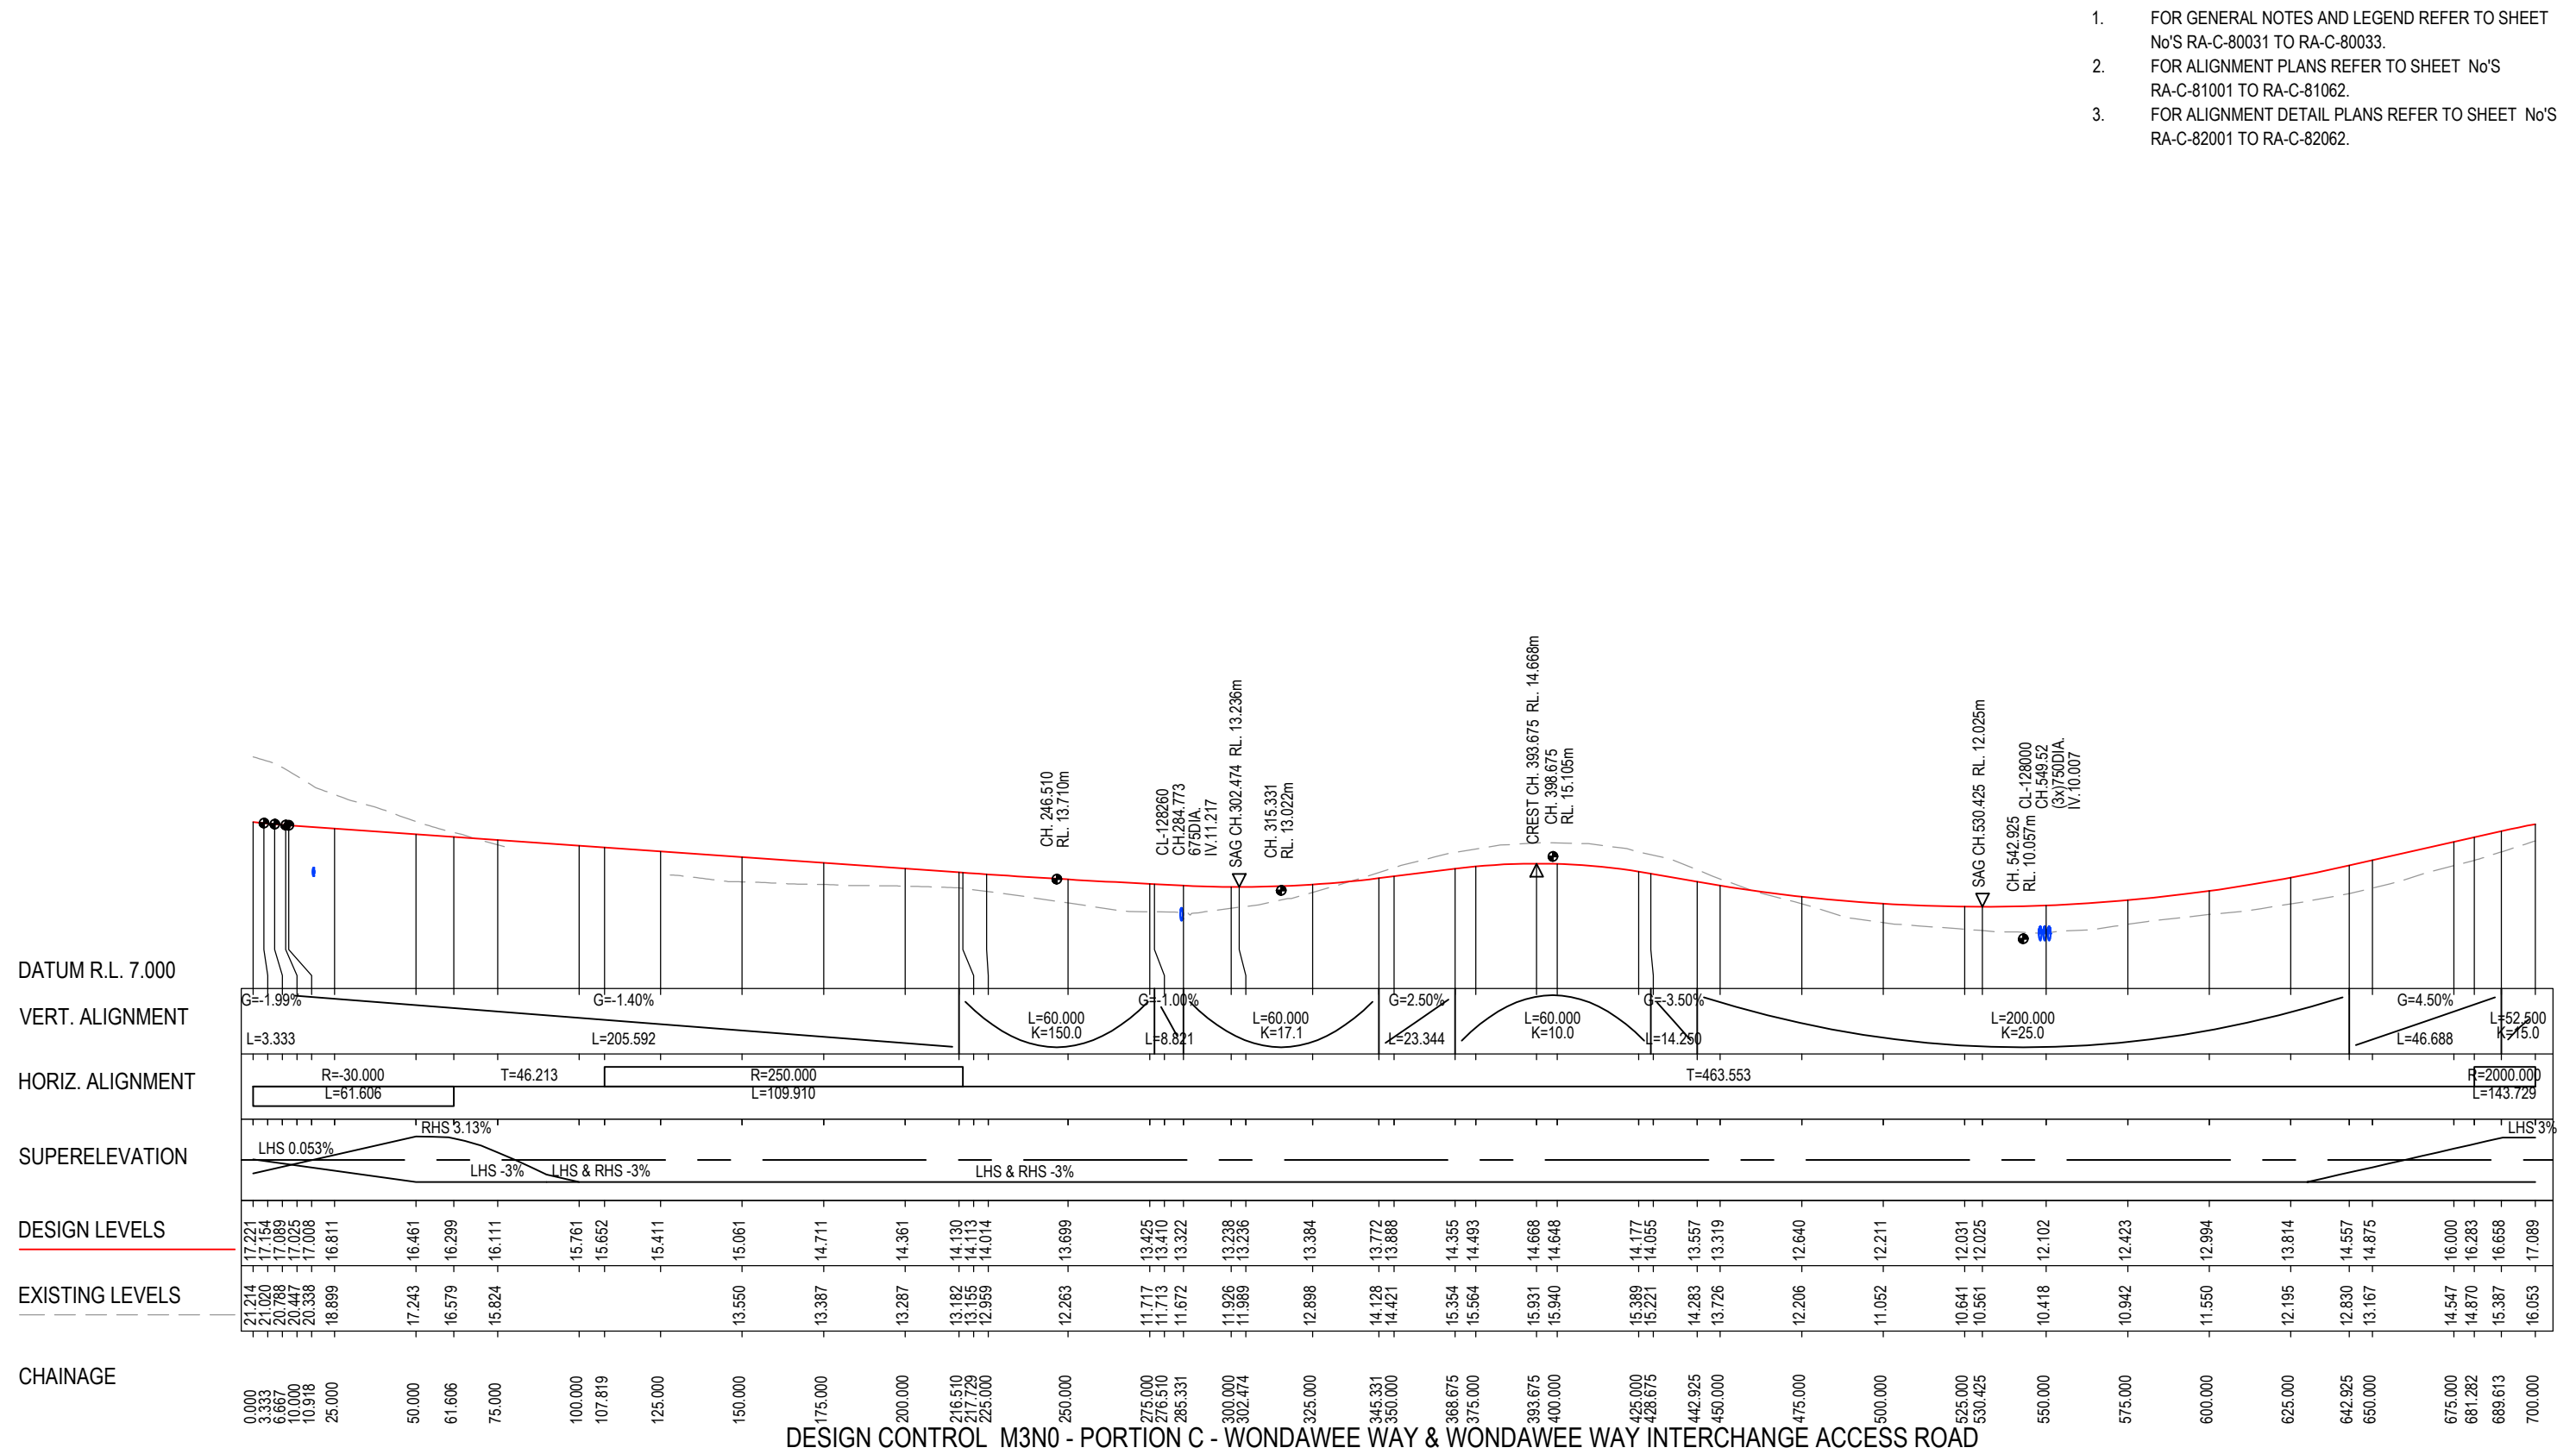 1. FOR GENERAL NOTES AND LEGEND REFER TO SHEET
No'S RA-C-80031 TO RA-C-80033.
2. FOR ALIGNMENT PLANS REFER TO SHEET No'S
RA-C-81001 TO RA-C-81062.
3. FOR ALIGNMENT DETAIL PLANS REFER TO SHEET No'S
RA-C-82001 TO RA-C-82062.
CH. 246.510
RL. 13.710m
CL-128260
CH.284.773
675DIA.
IV.11.217
SAG CH.302.474 RL. 13.236m
CH. 315.331
RL. 13.022m
CREST CH. 393.675 RL. 14.668m
CH. 398.675
RL. 15.105m
SAG CH.530.425 RL. 12.025m
CH. 542.925
RL. 10.057m
CL-128000
CH.549.52
(3x)750DIA.
IV.10.007
DATUM R.L. 7.000
VERT. ALIGNMENT
G=-1.99% G=-1.40% G=-1.00% G=2.50% G=-3.50% G=4.50%
L=60.000 L=60.000 L=60.000 L=200.000 L=52.500
K=150.0 K=17.1 K=10.0 K=25.0 K=15.0
L=3.333 L=205.592 L=8.821 L=23.344 L=14.250 L=46.688
HORIZ. ALIGNMENT
R=-30.000 T=46.213 R=250.000 T=463.553 R=2000.000
L=61.606 L=109.910 L=143.729
SUPERELEVATION
LHS 0.053% RHS 3.13% LHS 3%
LHS -3% LHS & RHS -3% LHS & RHS -3%
DESIGN LEVELS
17.221 17.154 17.089 17.025 17.008 16.811 16.461 16.299 16.111 15.761 15.652 15.411 15.061 14.711 14.361 14.130 14.113 14.014 13.699 13.425 13.410 13.322 13.238 13.236 13.384 13.772 13.888 14.355 14.493 14.668 14.648 14.177 14.055 13.557 13.319 12.640 12.211 12.031 12.025 12.102 12.423 12.994 13.814 14.557 14.875 16.000 16.283 16.658 17.089
EXISTING LEVELS
21.214 21.020 20.788 20.447 20.338 18.899 17.243 16.579 15.824 13.550 13.387 13.287 13.182 13.155 12.959 12.263 11.717 11.713 11.672 11.926 11.989 12.898 14.128 14.421 15.354 15.564 15.931 15.940 15.389 15.221 14.283 13.726 12.206 11.052 10.641 10.561 10.418 10.942 11.550 12.195 12.830 13.167 14.547 14.870 15.387 16.053
CHAINAGE
0.000 3.333 6.667 10.000 10.918 25.000 50.000 61.606 75.000 100.000 107.819 125.000 150.000 175.000 200.000 216.510 217.729 225.000 250.000 275.000 276.510 285.331 300.000 302.474 325.000 345.331 350.000 368.675 375.000 393.675 400.000 425.000 428.675 442.925 450.000 475.000 500.000 525.000 530.425 550.000 575.000 600.000 625.000 642.925 650.000 675.000 681.282 689.613 700.000
DESIGN CONTROL M3N0 - PORTION C - WONDAWEE WAY & WONDAWEE WAY INTERCHANGE ACCESS ROAD